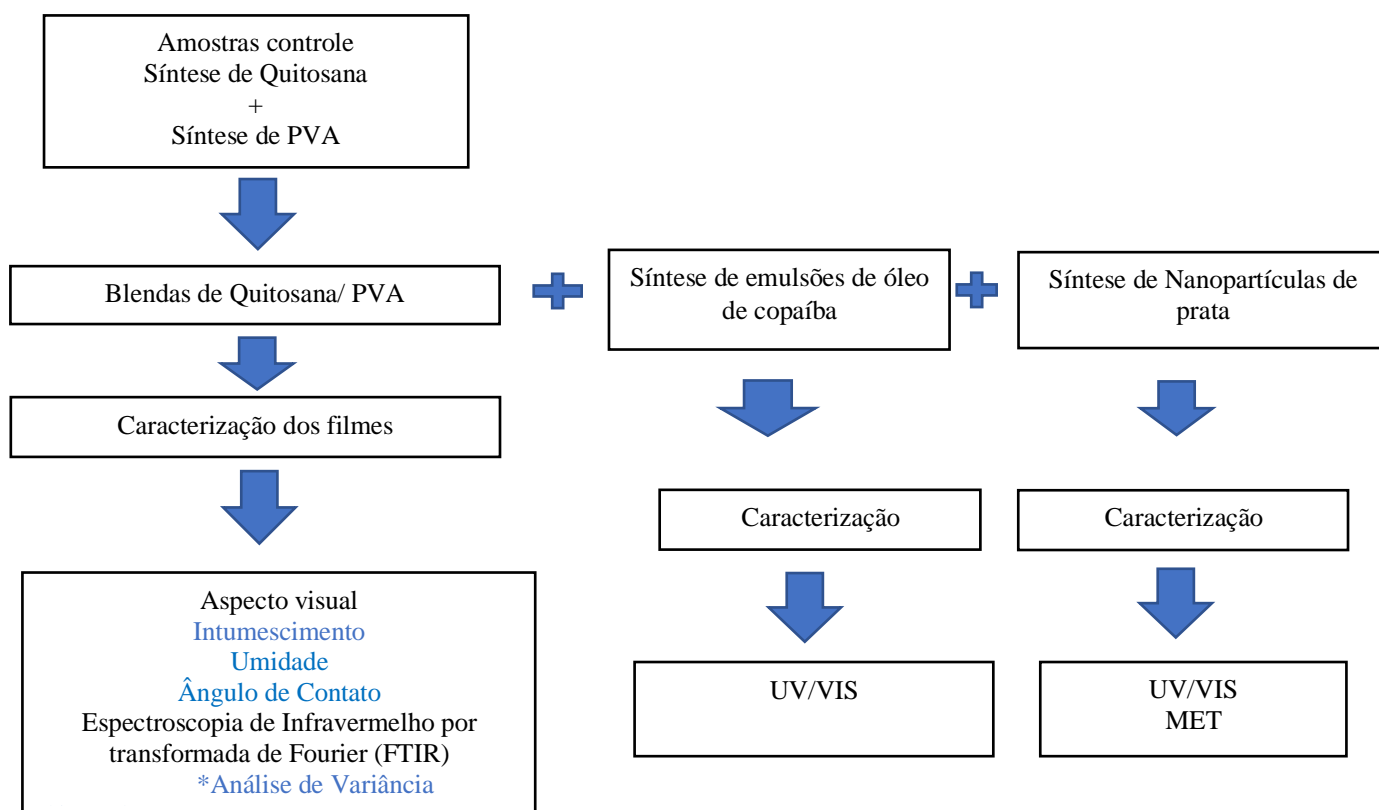 Amostras controle
Síntese de Quitosana
+
Síntese de PVA
Blendas de Quitosana/ PVA
Síntese de emulsões de óleo
de copaíba
Síntese de Nanopartículas de
prata
Caracterização dos filmes
Caracterização
Caracterização
Aspecto visual
Intumescimento
Umidade
Ângulo de Contato
Espectroscopia de Infravermelho por
transformada de Fourier (FTIR)
*Análise de Variância
UV/VIS
UV/VIS
MET